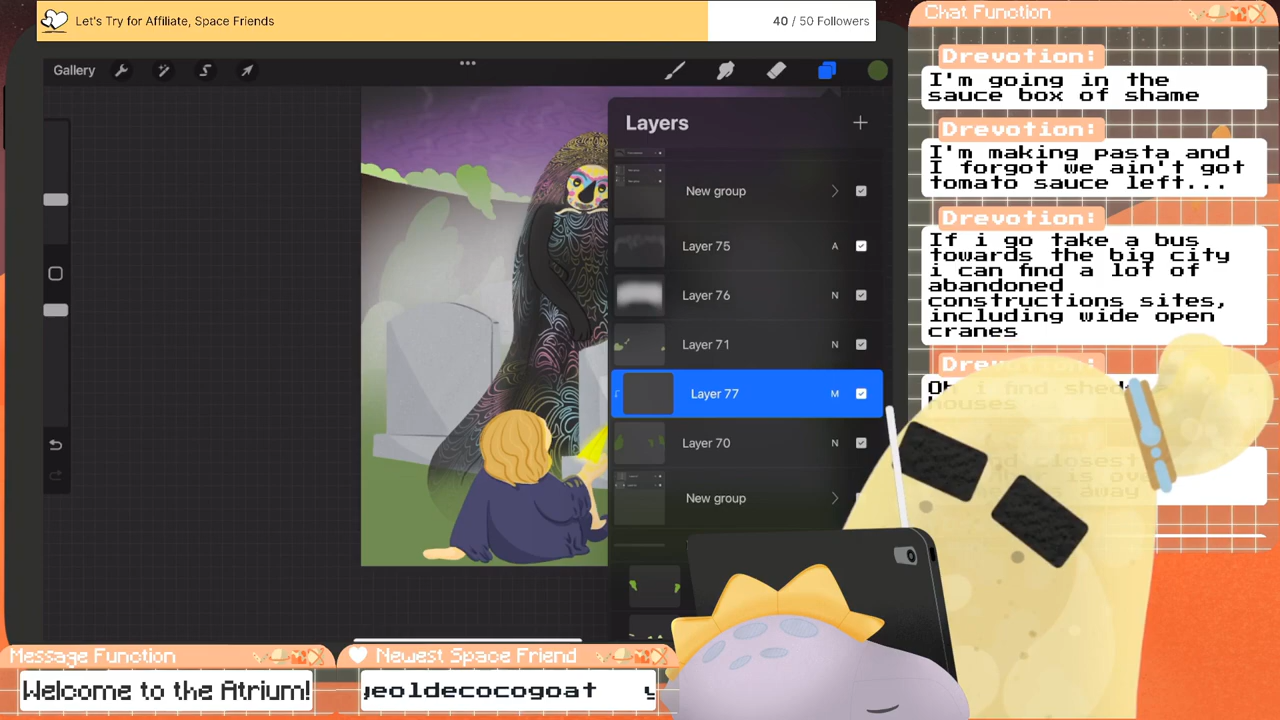 Let's Try for Affiliate, Space Friends
40 / 50 Followers
Gallery
Layers
New group
Layer 75
A
Layer 76
N
Layer 71
N
Layer 77
M
Layer 70
N
New group
Chat Function
Drevotion:
I'm going in the
sauce box of shame
Drevotion:
I'm making pasta and
I forgot we ain't got
tomato sauce left...
Drevotion:
If i go take a bus
towards the big city
i can find a lot of
abandoned
constructions sites,
including wide open
cranes
Message Function
Welcome to the Atrium!
Newest Space Friend
yeoldecocogoat